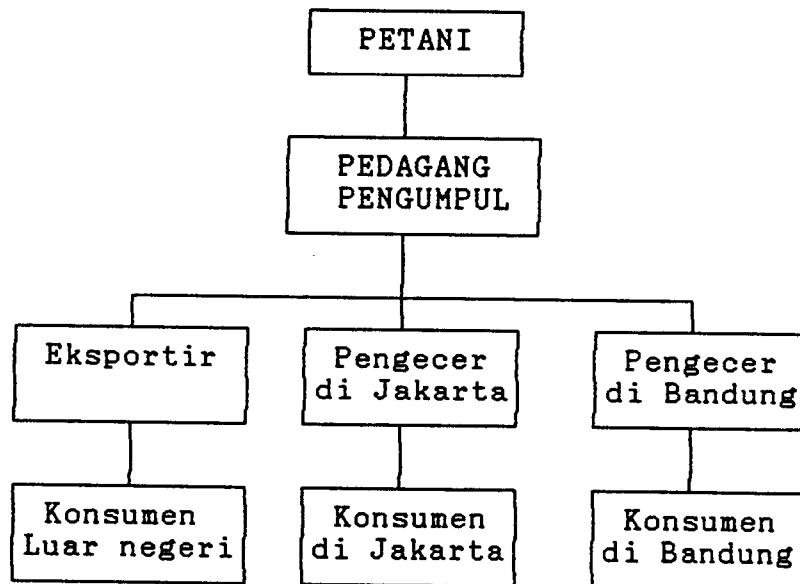 PETANI
PEDAGANG
PENGUMPUL
Eksportir
Pengecer
di Jakarta
Pengecer
di Bandung
Konsumen
Luar negeri
Konsumen
di Jakarta
Konsumen
di Bandung